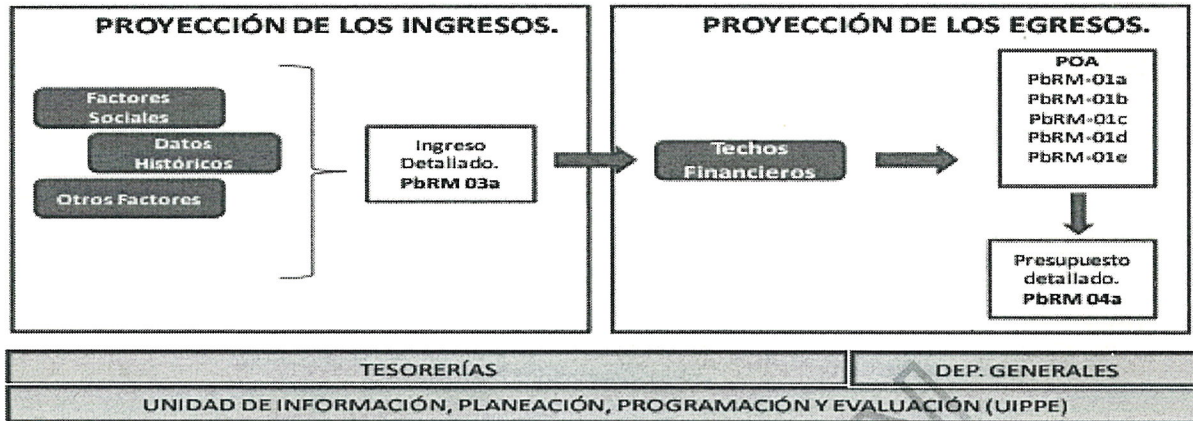 PROYECCIÓN DE LOS INGRESOS.
Factores
Sociales
Datos
Históricos
Otros Factores
Ingreso
Detallado.
PbRM 03a
PROYECCIÓN DE LOS EGRESOS.
Techos
Financieros
POA
PbRM-01a
PbRM-01b
PbRM-01c
PbRM-01d
PbRM-01e
Presupuesto
detallado.
PbRM 04a
TESORERÍAS
DEP. GENERALES
UNIDAD DE INFORMACIÓN, PLANEACIÓN, PROGRAMACIÓN Y EVALUACIÓN (UIPPE)